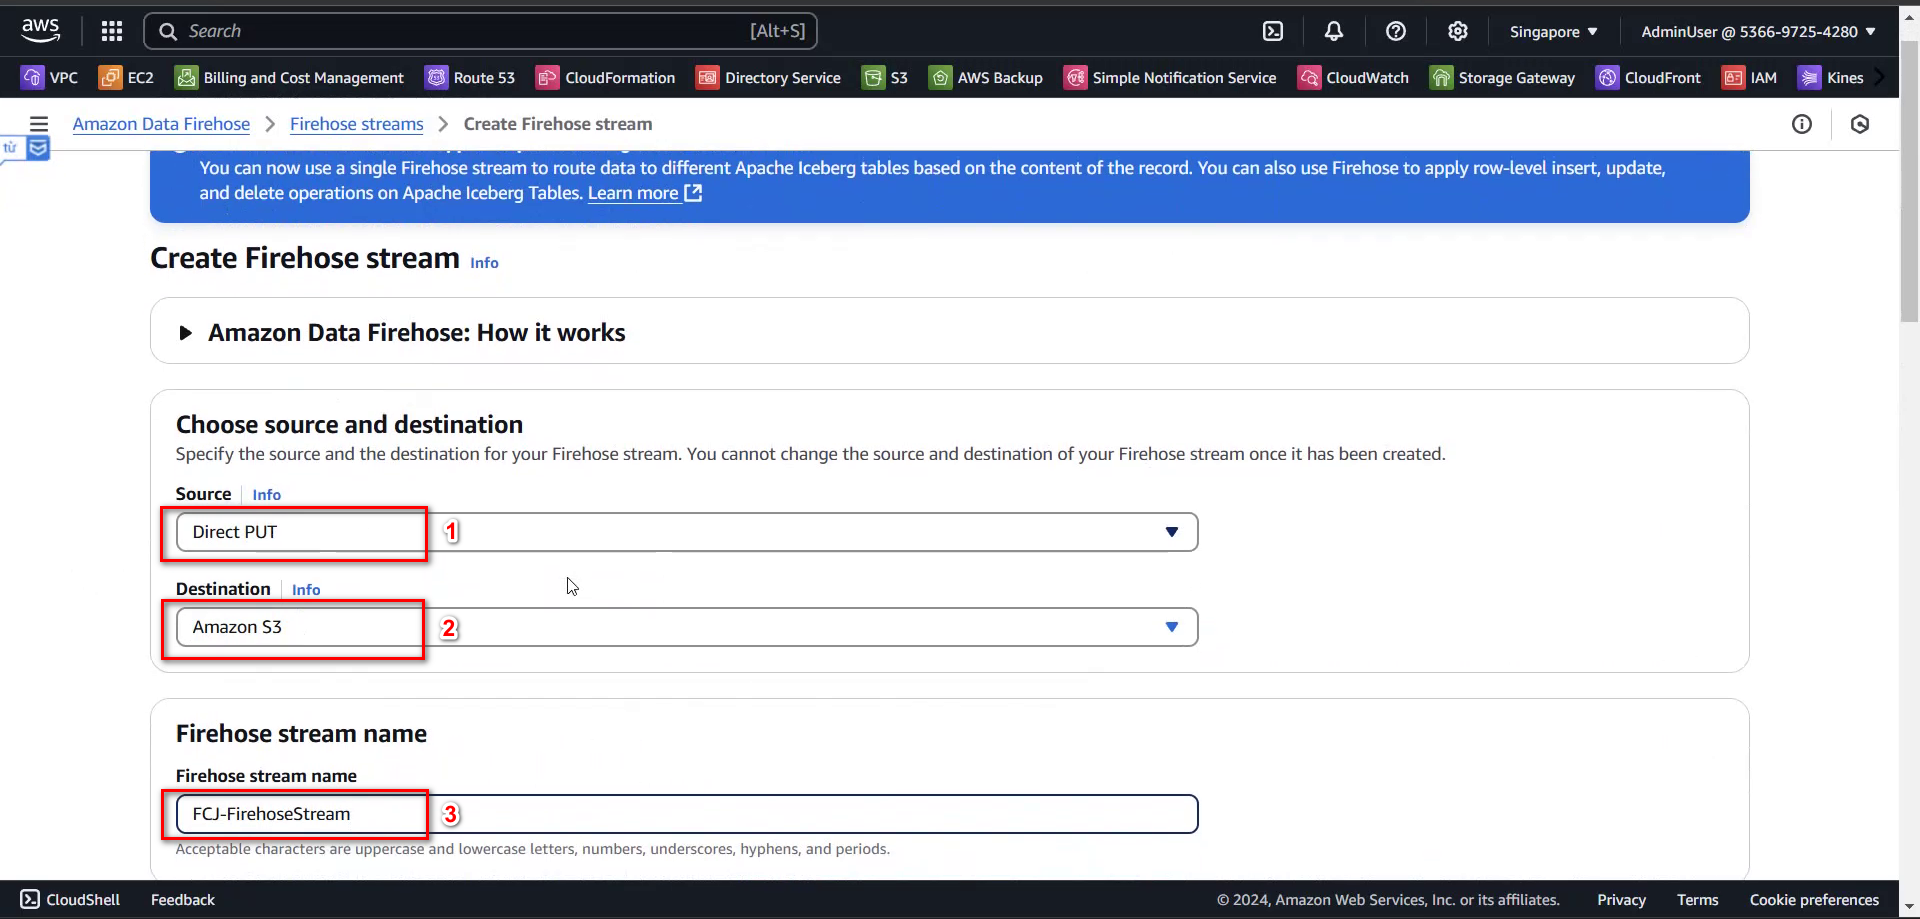 aws
Search [Alt+S]
Singapore
AdminUser @ 5366-9725-4280
VPC EC2 Billing and Cost Management Route 53 CloudFormation Directory Service S3 AWS Backup Simple Notification Service CloudWatch Storage Gateway CloudFront IAM Kines
Amazon Data Firehose > Firehose streams > Create Firehose stream
từ
You can now use a single Firehose stream to route data to different Apache Iceberg tables based on the content of the record. You can also use Firehose to apply row-level insert, update,
and delete operations on Apache Iceberg Tables. Learn more
Create Firehose stream Info
Amazon Data Firehose: How it works
Choose source and destination
Specify the source and the destination for your Firehose stream. You cannot change the source and destination of your Firehose stream once it has been created.
Source Info
Direct PUT 1
Destination Info
Amazon S3 2
Firehose stream name
Firehose stream name
FCJ-FirehoseStream 3
Acceptable characters are uppercase and lowercase letters, numbers, underscores, hyphens, and periods.
CloudShell Feedback © 2024, Amazon Web Services, Inc. or its affiliates. Privacy Terms Cookie preferences